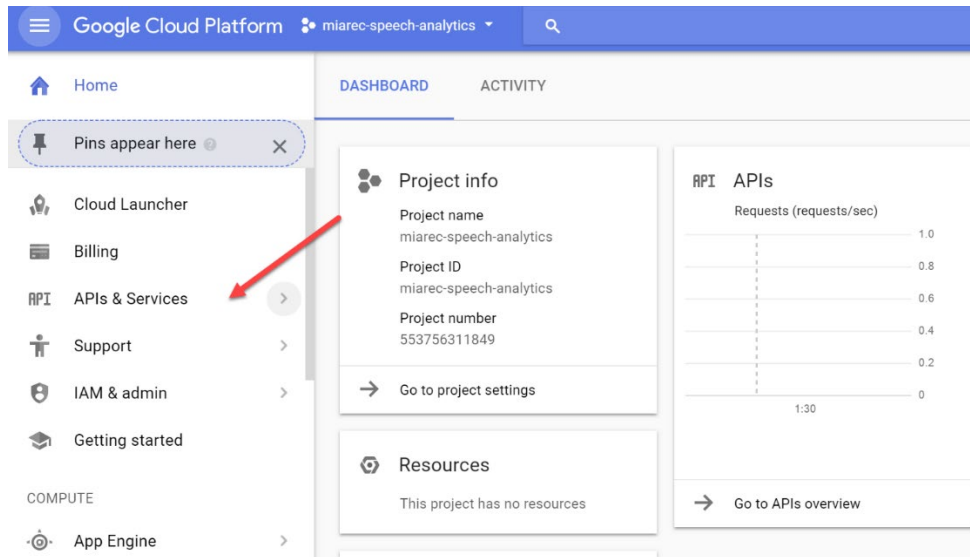 Google Cloud Platform
miarec-speech-analytics
Home
Pins appear here
Cloud Launcher
Billing
API APIs & Services
Support
IAM & admin
Getting started
COMPUTE
App Engine
DASHBOARD ACTIVITY
Project info
Project name
miarec-speech-analytics
Project ID
miarec-speech-analytics
Project number
553756311849
Go to project settings
Resources
This project has no resources
API APIs
Requests (requests/sec)
1.0
0.8
0.6
0.4
0.2
0
1:30
Go to APIs overview